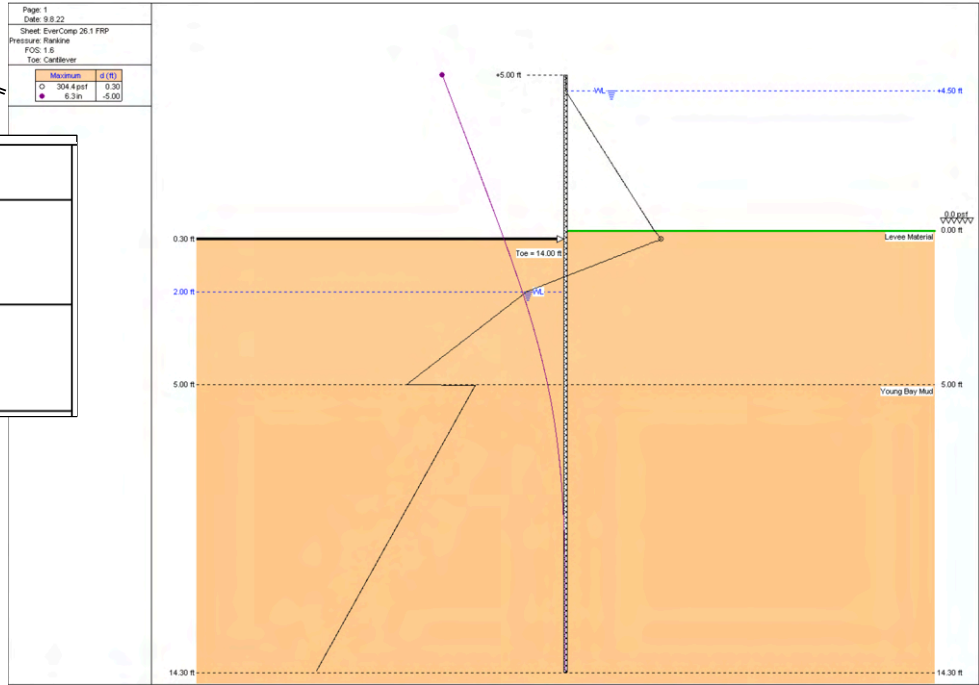 Page: 1
Date: 9.8.22
Sheet: EverComp 26.1 FRP
Pressure: Rankine
FOS: 1.6
Toe: Cantilever
Maximum d (ft)
304.4 psf 0.30
6.3 in -5.00
+5.00 ft
WL
+4.50 ft
0.0 psf
0.00 ft
Levee Material
0.30 ft
Toe = 14.00 ft
2.00 ft
WL
5.00 ft
5.00 ft
Young Bay Mud
14.30 ft
14.30 ft